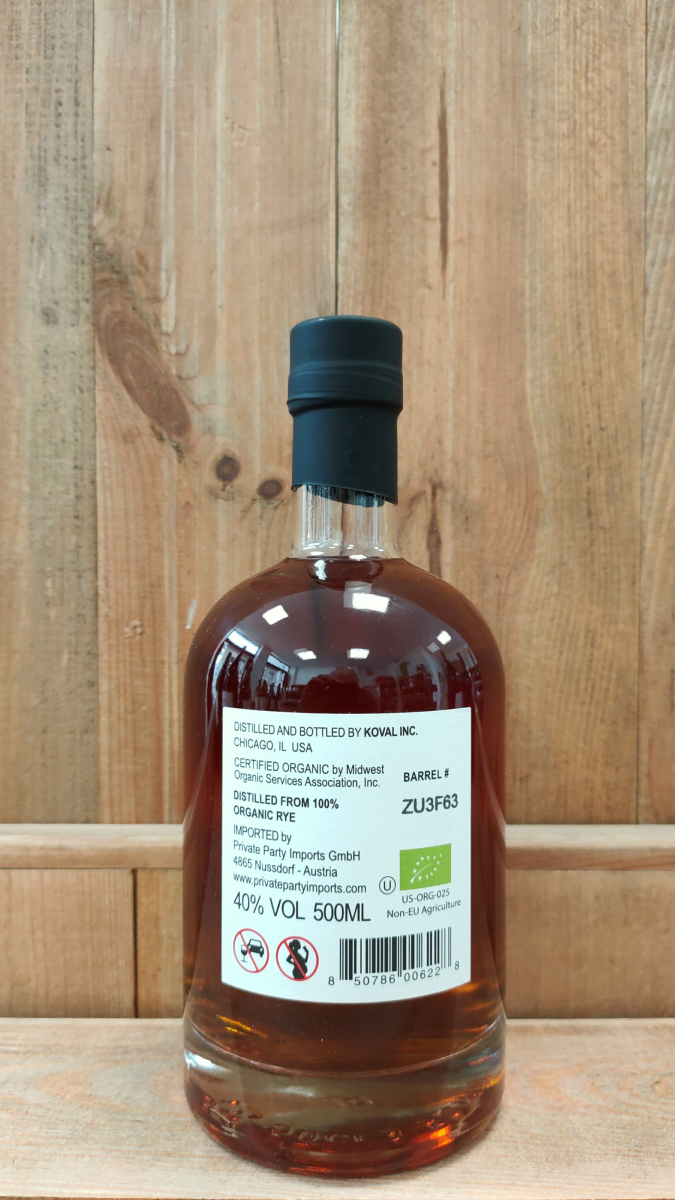 DISTILLED AND BOTTLED BY KOVAL INC.
CHICAGO, IL USA
CERTIFIED ORGANIC by Midwest
Organic Services Association, Inc.
DISTILLED FROM 100%
ORGANIC RYE
IMPORTED by
Private Party Imports GmbH
4865 Nussdorf - Austria
www.privatepartyimports.com
40% VOL 500ML
BARREL #
ZU3F63
U
US-ORG-025
Non-EU Agriculture
8 50786 00622 8